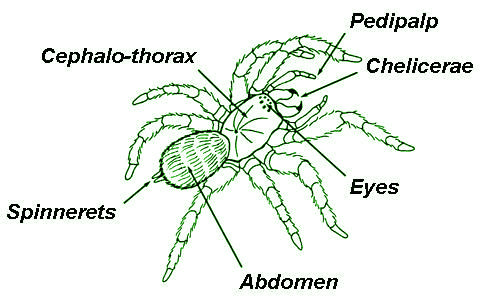 Pedipalp
Cephalo-thorax
Chelicerae
Eyes
Spinnerets
Abdomen